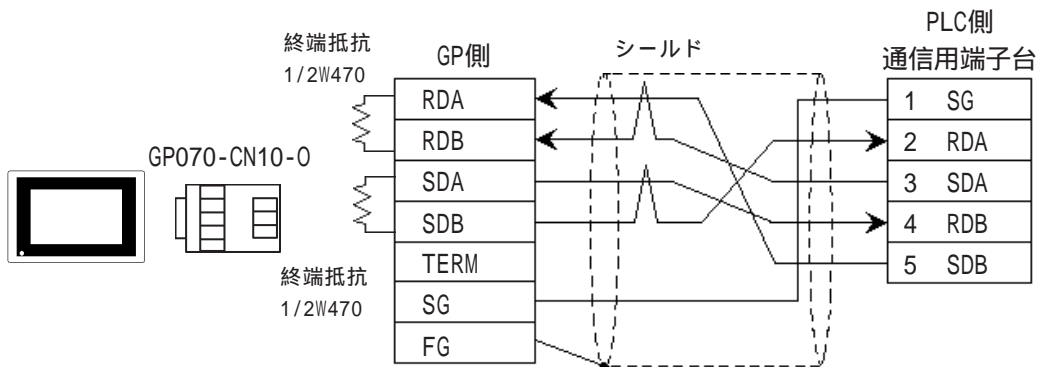 PLC側
通信用端子台
終端抵抗
1/2W470
GP側
シールド
RDA
RDB
SDA
SDB
TERM
SG
FG
GP070-CN10-O
終端抵抗
1/2W470
1 SG
2 RDA
3 SDA
4 RDB
5 SDB